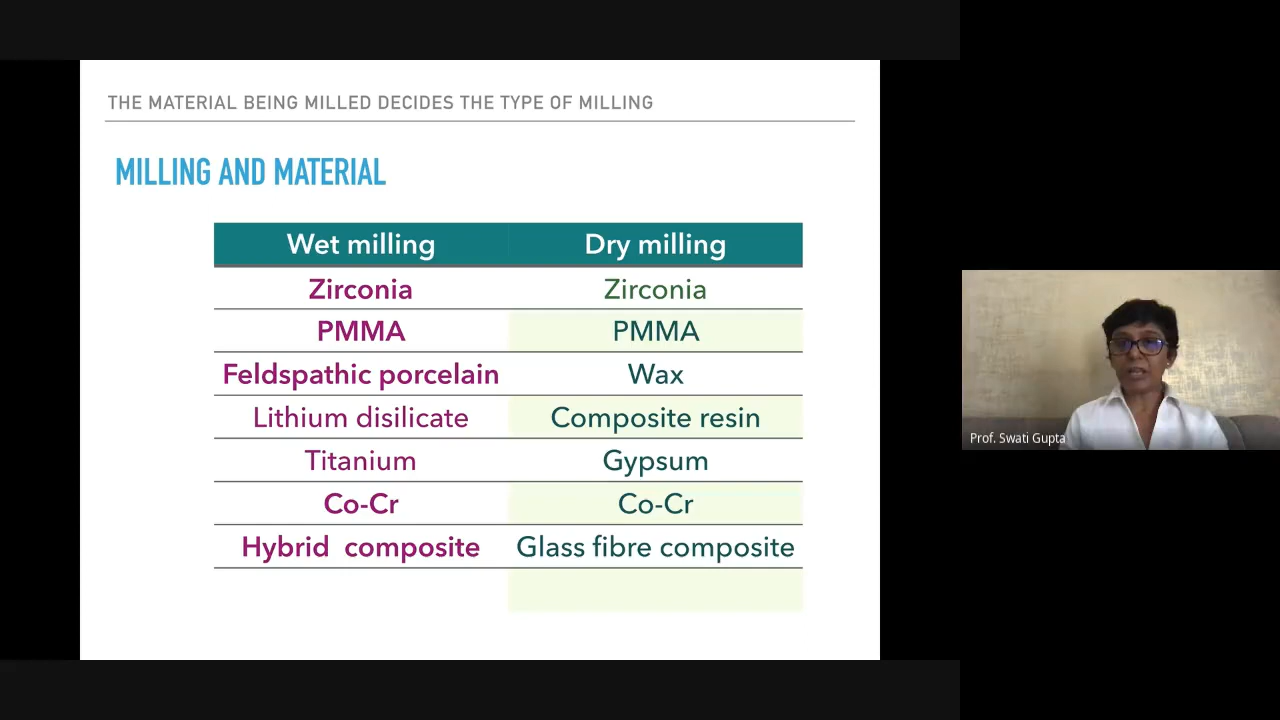 THE MATERIAL BEING MILLED DECIDES THE TYPE OF MILLING
MILLING AND MATERIAL
Wet milling Dry milling
Zirconia Zirconia
PMMA PMMA
Feldspathic porcelain Wax
Lithium disilicate Composite resin
Titanium Gypsum
Co-Cr Co-Cr
Hybrid composite Glass fibre composite
Prof. Swati Gupta